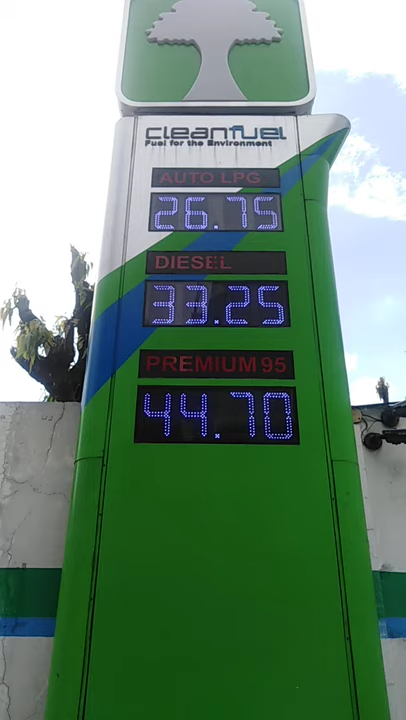 cleanfuel
Fuel for the Environment
AUTO LPG
26.75
DIESEL
33.25
PREMIUM 95
44.70